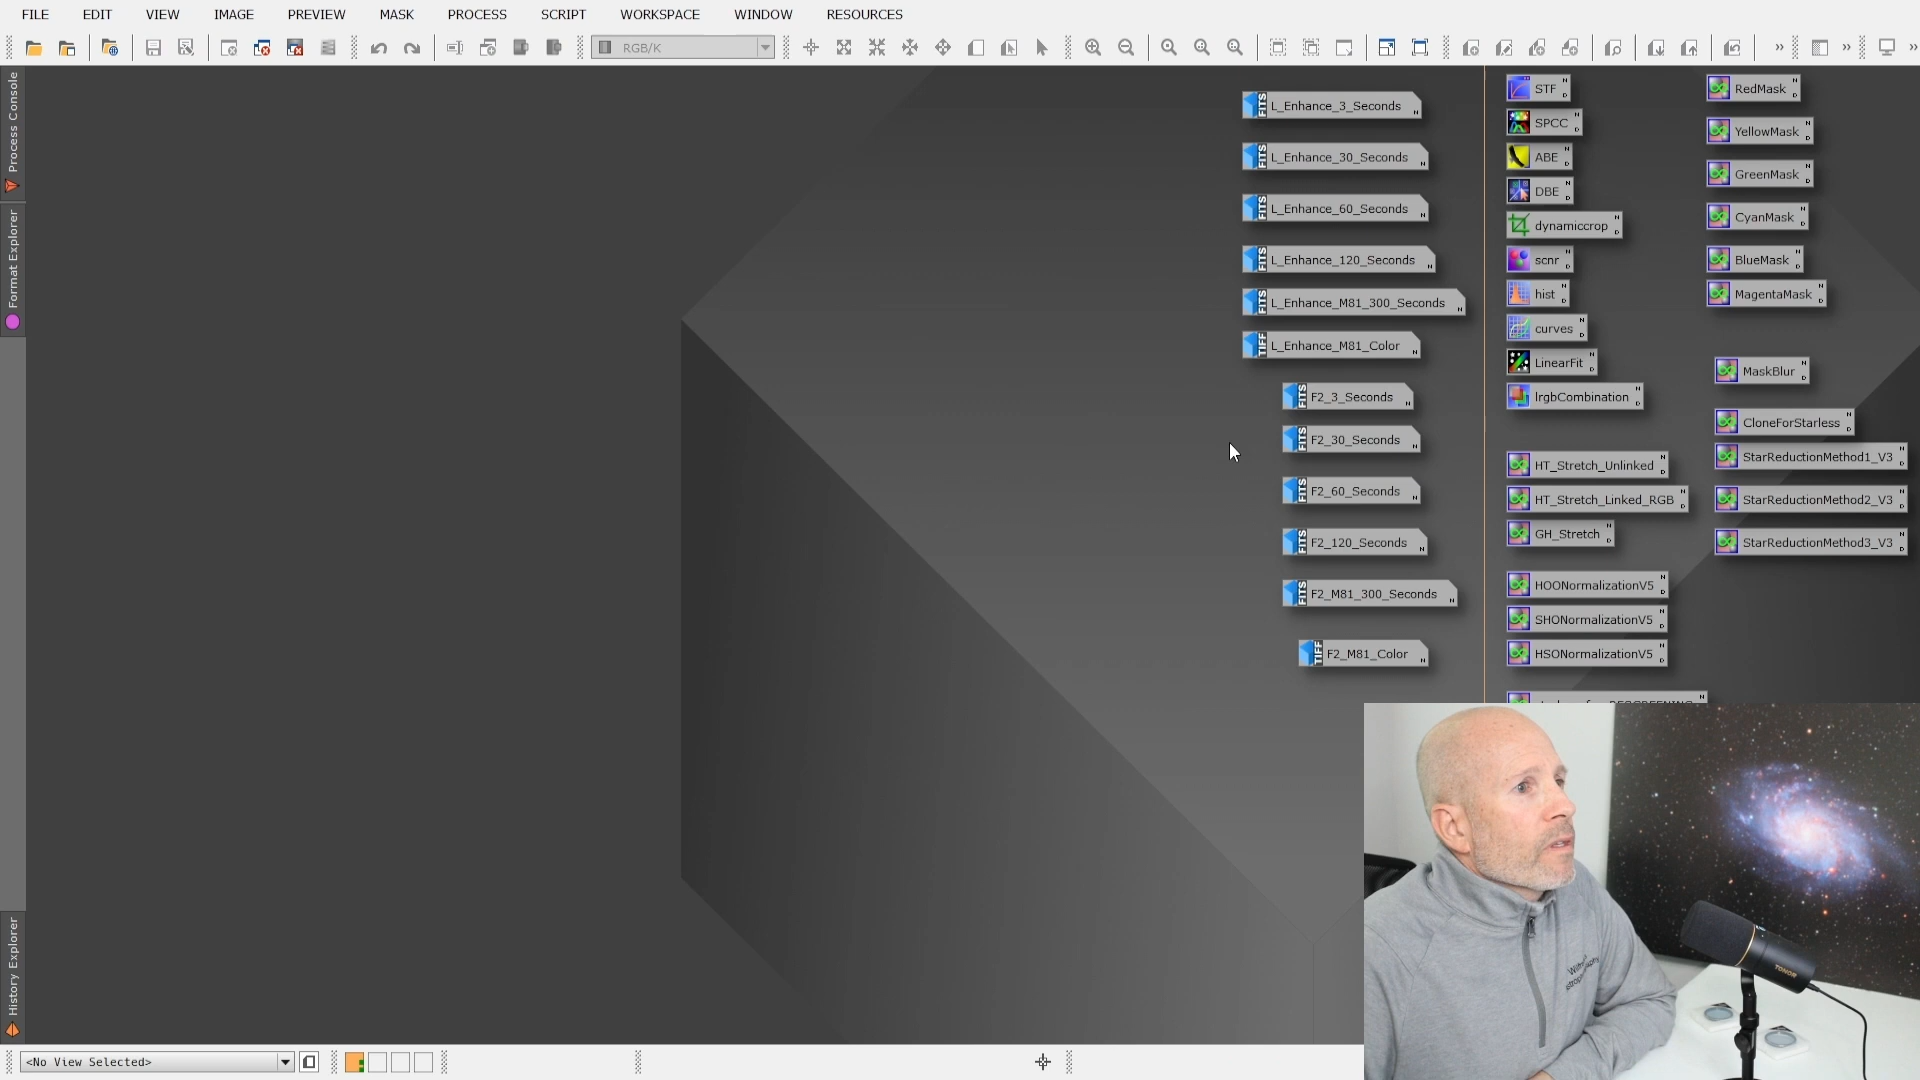 FILE EDIT VIEW IMAGE PREVIEW MASK PROCESS SCRIPT WORKSPACE WINDOW RESOURCES
RGB/K
Process Console
Format Explorer
History Explorer
L_Enhance_3_Seconds
L_Enhance_30_Seconds
L_Enhance_60_Seconds
L_Enhance_120_Seconds
L_Enhance_M81_300_Seconds
L_Enhance_M81_Color
F2_3_Seconds
F2_30_Seconds
F2_60_Seconds
F2_120_Seconds
F2_M81_300_Seconds
F2_M81_Color
STF
SPCC
ABE
DBE
dynamiccrop
scnr
hist
curves
LinearFit
lrgbCombination
HT_Stretch_Unlinked
HT_Stretch_Linked_RGB
GH_Stretch
HOONormalizationV5
SHONormalizationV5
HSONormalizationV5
RedMask
YellowMask
GreenMask
CyanMask
BlueMask
MagentaMask
MaskBlur
CloneForStarless
StarReductionMethod1_V3
StarReductionMethod2_V3
StarReductionMethod3_V3
TONOR
<No View Selected>